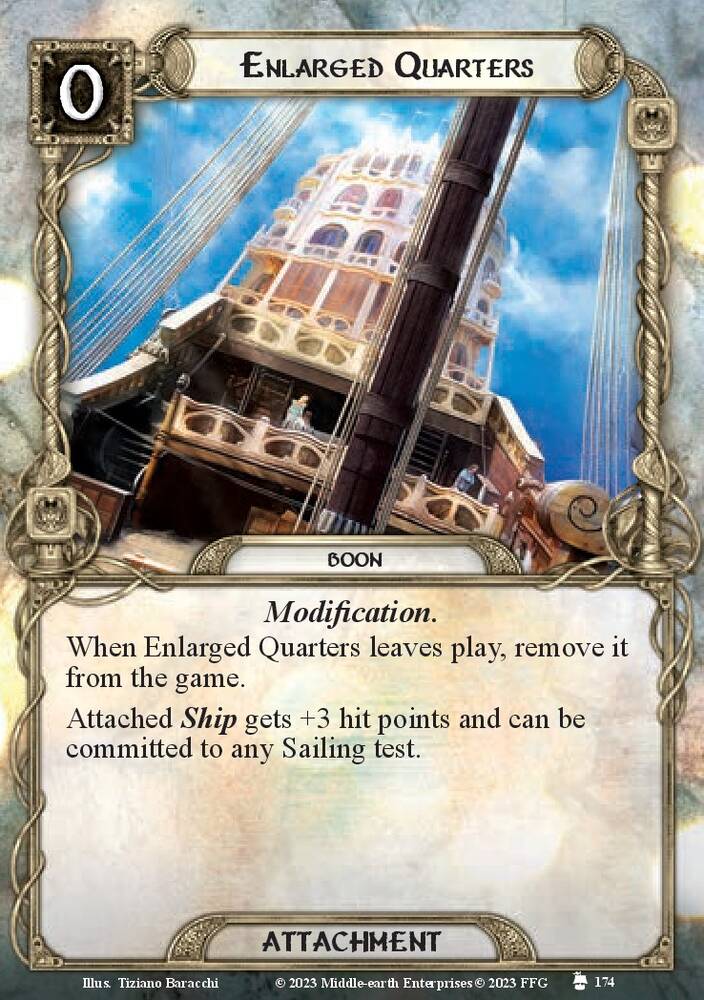 0
Enlarged Quarters
BOON
Modification.
When Enlarged Quarters leaves play, remove it
from the game.
Attached Ship gets +3 hit points and can be
committed to any Sailing test.
ATTACHMENT
Illus. Tiziano Baracchi © 2023 Middle-earth Enterprises © 2023 FFG 174